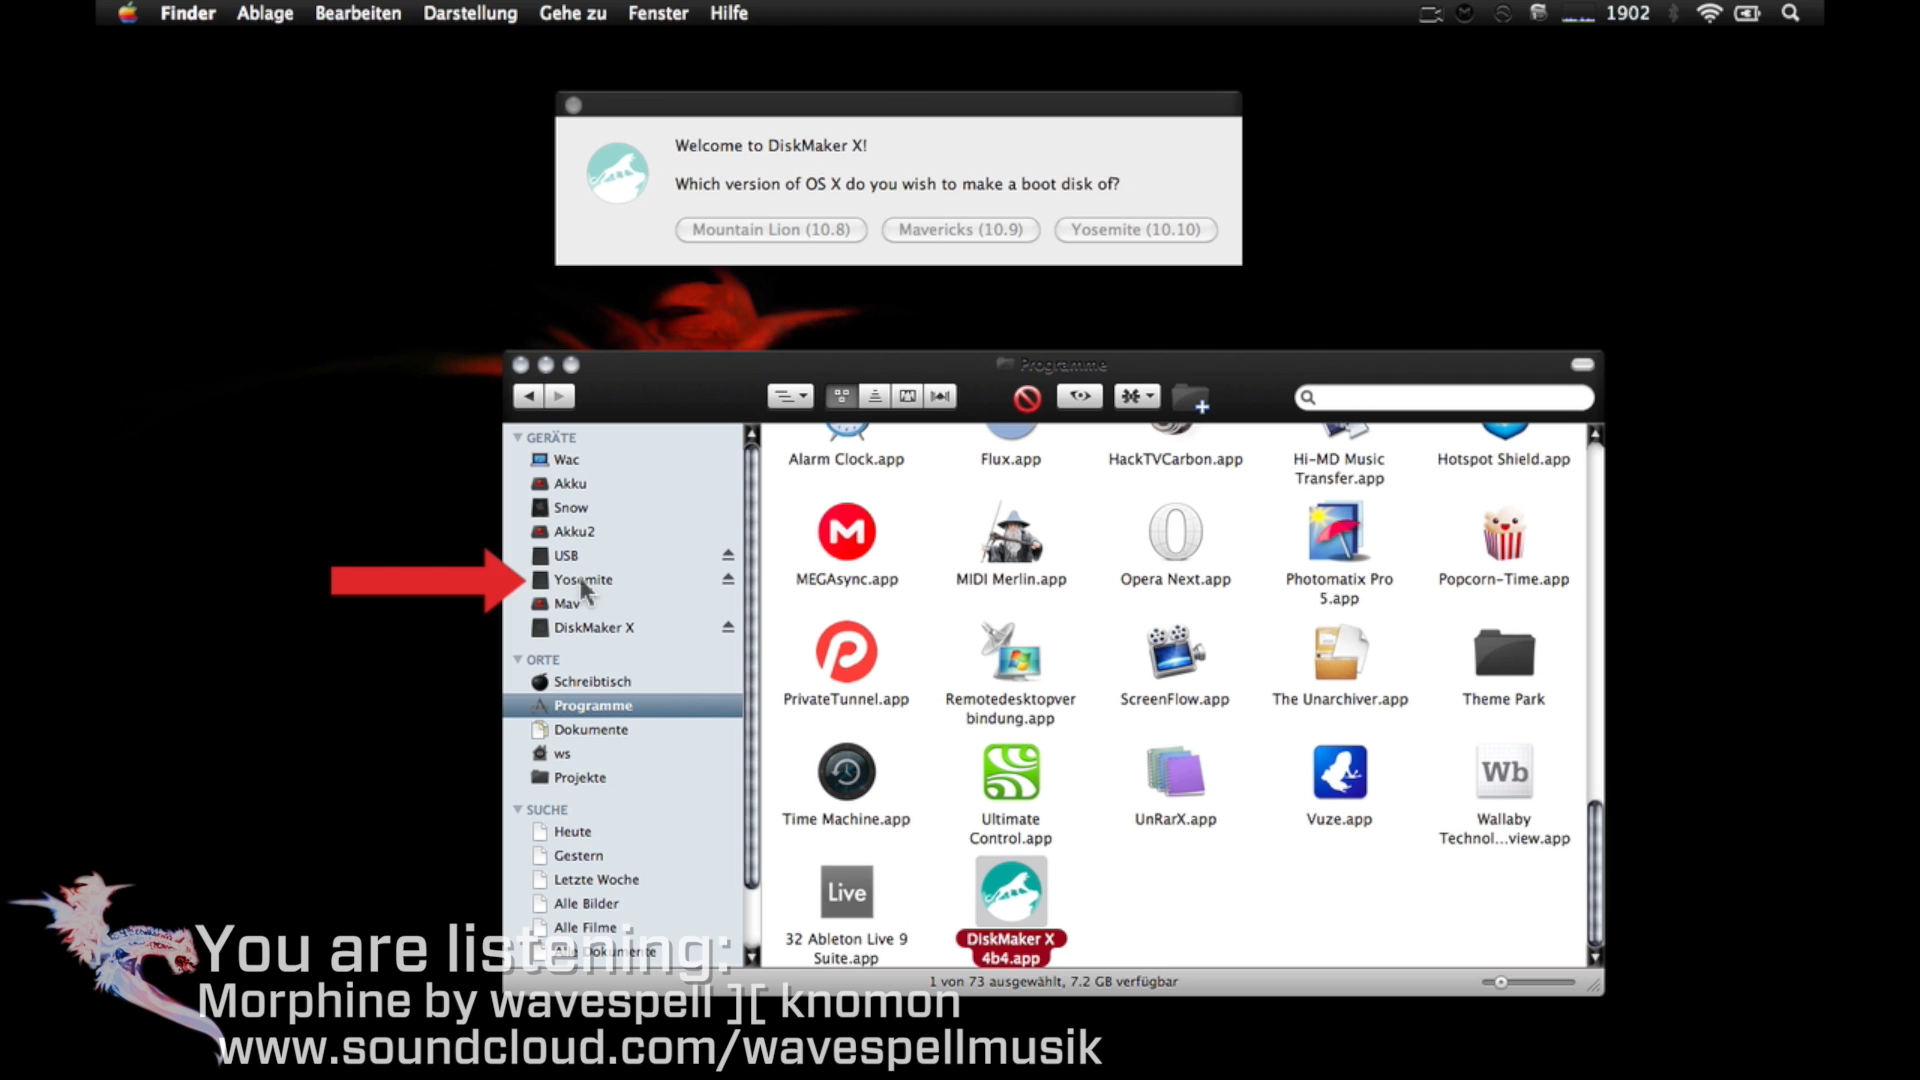 Finder Ablage Bearbeiten Darstellung Gehe zu Fenster Hilfe 1902
Welcome to DiskMaker X!
Which version of OS X do you wish to make a boot disk of?
Mountain Lion (10.8) Mavericks (10.9) Yosemite (10.10)
Programme
GERÄTE
Wac
Akku
Snow
Akku2
USB
Yosemite
Mav
DiskMaker X
ORTE
Schreibtisch
Programme
Dokumente
ws
Projekte
SUCHE
Heute
Gestern
Letzte Woche
Alle Bilder
Alle Filme
Alle Dokumente
Alarm Clock.app
Flux.app
HackTVCarbon.app
Hi-MD Music
Transfer.app
Hotspot Shield.app
MEGAsync.app
MIDI Merlin.app
Opera Next.app
Photomatix Pro
5.app
Popcorn-Time.app
PrivateTunnel.app
Remotedesktopver
bindung.app
ScreenFlow.app
The Unarchiver.app
Theme Park
Time Machine.app
Ultimate
Control.app
UnRarX.app
Vuze.app
Wb
Wallaby
Technol...view.app
Live
32 Ableton Live 9
Suite.app
DiskMaker X
4b4.app
1 von 73 ausgewählt, 7.2 GB verfügbar
You are listening:
Morphine by wavespell ][ knomon
www.soundcloud.com/wavespellmusik